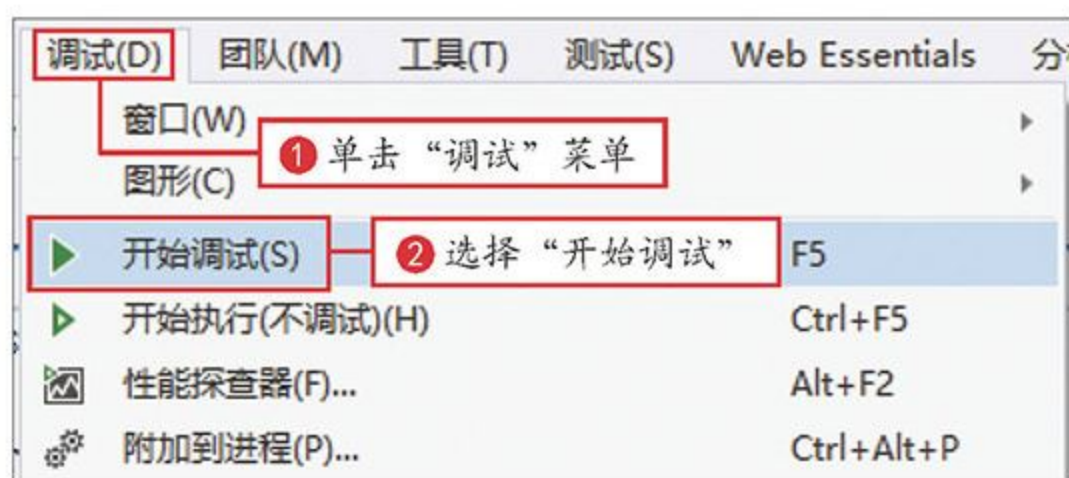 调试(D) 团队(M) 工具(T) 测试(S) Web Essentials
窗口(W)
1 单击“调试”菜单
图形(C)
开始调试(S) 2 选择“开始调试” F5
开始执行(不调试)(H) Ctrl+F5
性能探查器(F)... Alt+F2
附加到进程(P)... Ctrl+Alt+P